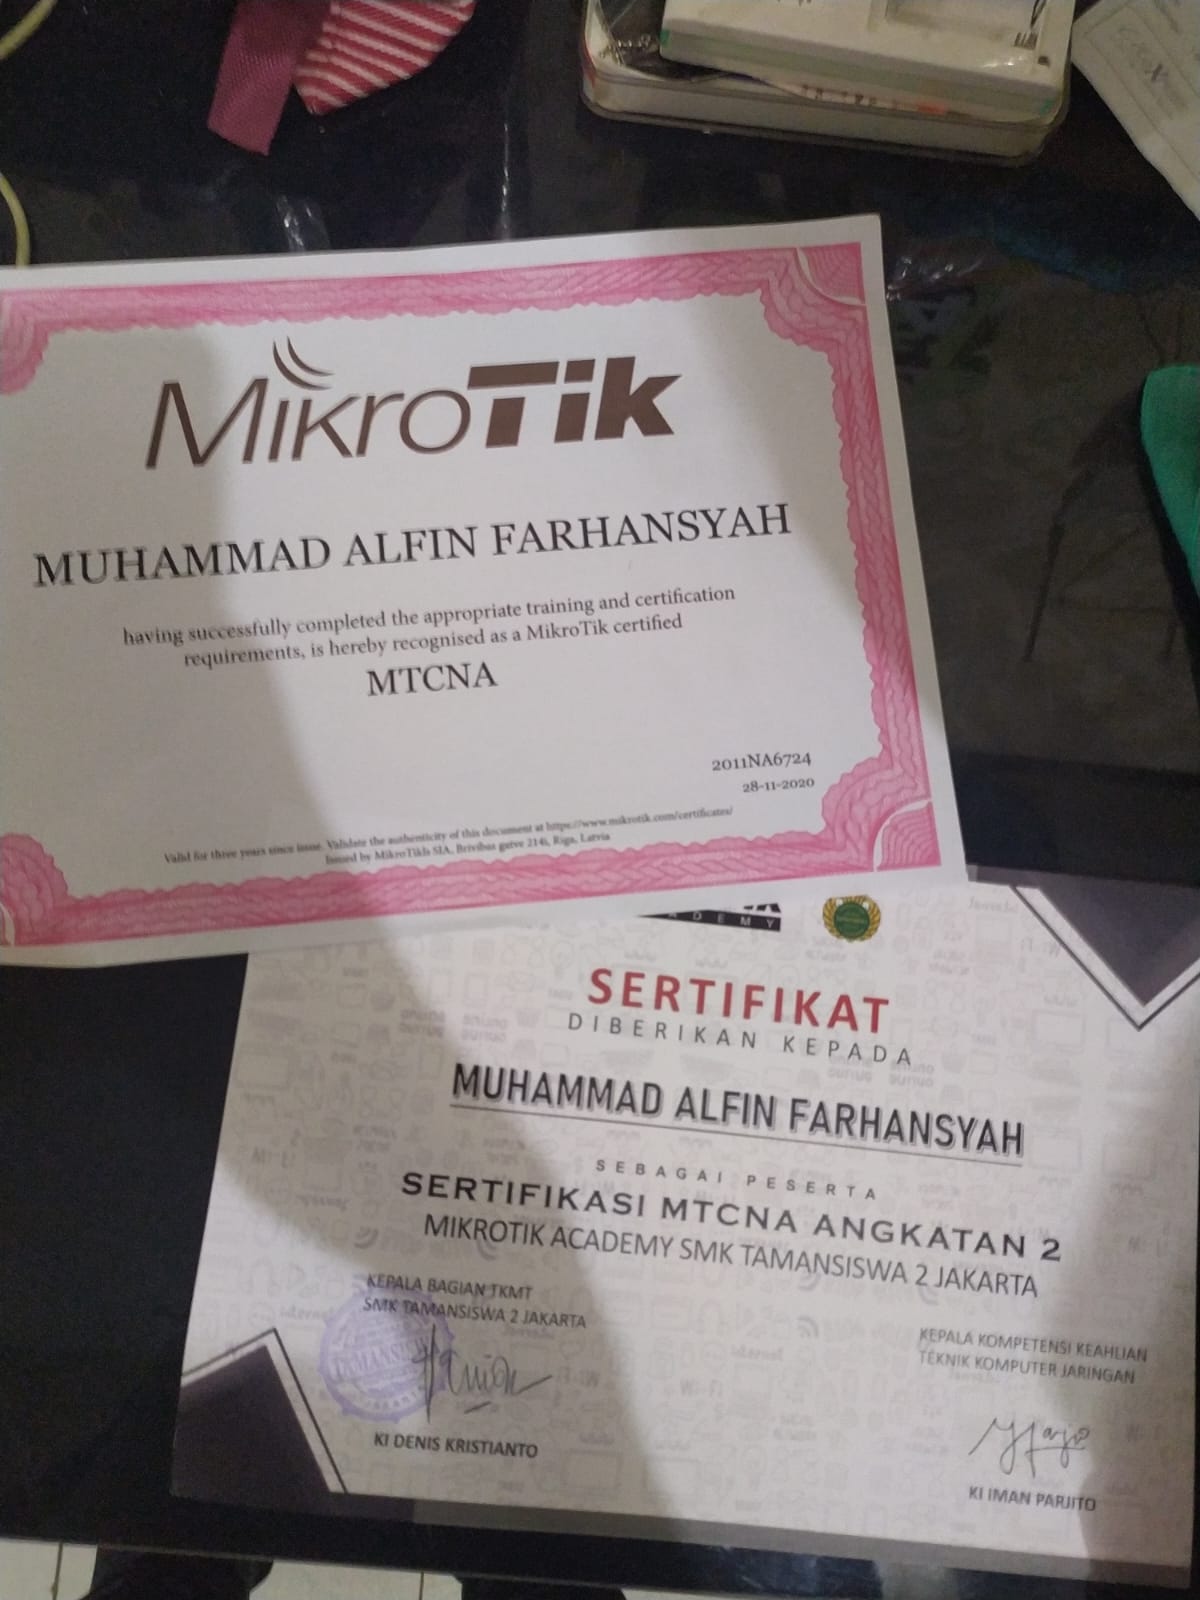 MikroTik
MUHAMMAD ALFIN FARHANSYAH
having successfully completed the appropriate training and certification
requirements, is hereby recognised as a MikroTik certified
MTCNA
2011NA6724
28-11-2020
Valid for three years since issue. Validate the authenticity of this document at https://www.mikrotik.com/certificates/
Issued by MikroTikls SIA, Brivibas gatve 214i, Riga, Latvia
DEMY
SERTIFIKAT
DIBERIKAN KEPADA
MUHAMMAD ALFIN FARHANSYAH
SEBAGAI PESERTA
SERTIFIKASI MTCNA ANGKATAN 2
MIKROTIK ACADEMY SMK TAMANSISWA 2 JAKARTA
KEPALA BAGIAN TKMT
SMK TAMANSISWA 2 JAKARTA
KI DENIS KRISTIANTO
KEPALA KOMPETENSI KEAHLIAN
TEKNIK KOMPUTER JARINGAN
KI IMAN PARJITO